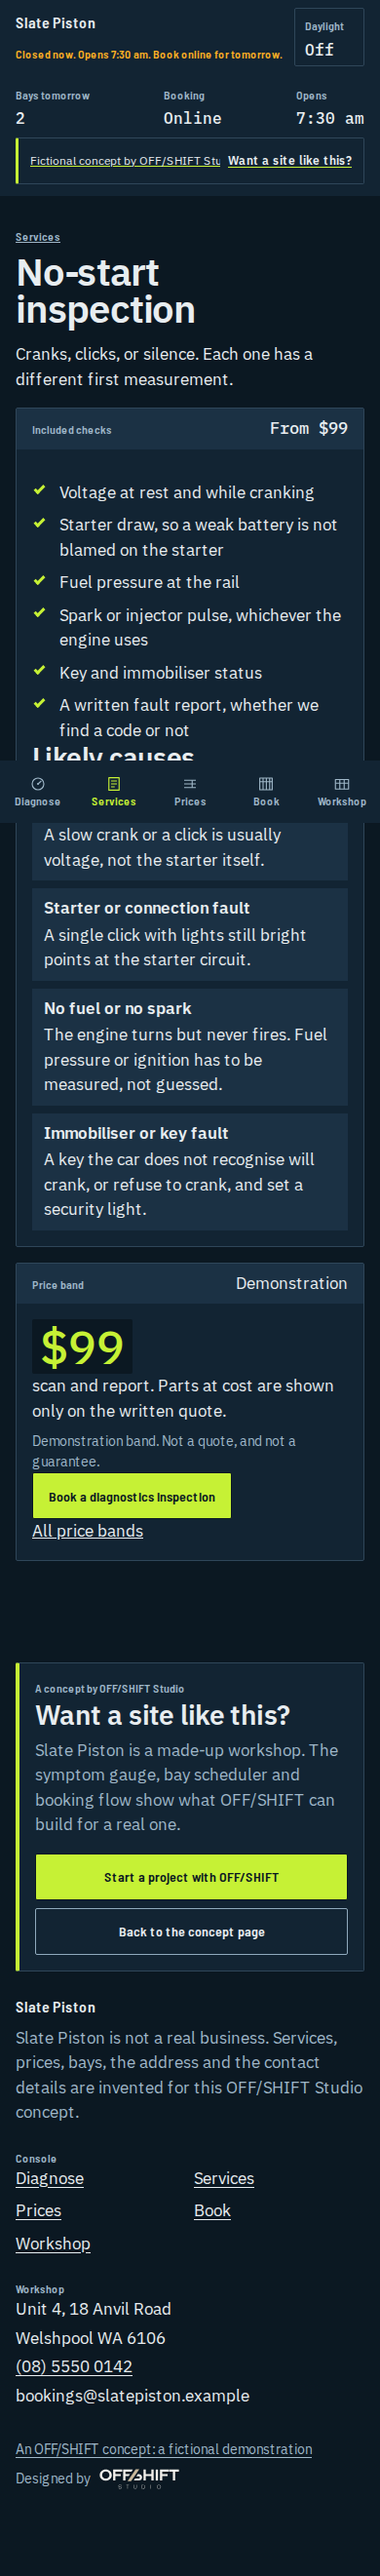 Slate Piston
Closed now. Opens 7:30 am. Book online for tomorrow.
Daylight
Off
Bays tomorrow
2
Booking
Online
Opens
7:30 am
Fictional concept by OFF/SHIFT Stu
Want a site like this?
Services
No-start
inspection
Cranks, clicks, or silence. Each one has a
different first measurement.
Included checks
From $99
Voltage at rest and while cranking
Starter draw, so a weak battery is not
blamed on the starter
Fuel pressure at the rail
Spark or injector pulse, whichever the
engine uses
Key and immobiliser status
A written fault report, whether we
find a code or not
Likely causes
Diagnose
Services
Prices
Book
Workshop
A slow crank or a click is usually
voltage, not the starter itself.
Starter or connection fault
A single click with lights still bright
points at the starter circuit.
No fuel or no spark
The engine turns but never fires. Fuel
pressure or ignition has to be
measured, not guessed.
Immobiliser or key fault
A key the car does not recognise will
crank, or refuse to crank, and set a
security light.
Price band
Demonstration
$99
scan and report. Parts at cost are shown
only on the written quote.
Demonstration band. Not a quote, and not a
guarantee.
Book a diagnostics inspection
All price bands
A concept by OFF/SHIFT Studio
Want a site like this?
Slate Piston is a made-up workshop. The
symptom gauge, bay scheduler and
booking flow show what OFF/SHIFT can
build for a real one.
Start a project with OFF/SHIFT
Back to the concept page
Slate Piston
Slate Piston is not a real business. Services,
prices, bays, the address and the contact
details are invented for this OFF/SHIFT Studio
concept.
Console
Diagnose
Services
Prices
Book
Workshop
Workshop
Unit 4, 18 Anvil Road
Welshpool WA 6106
(08) 5550 0142
bookings@slatepiston.example
An OFF/SHIFT concept: a fictional demonstration
Designed by OFF/SHIFT
STUDIO